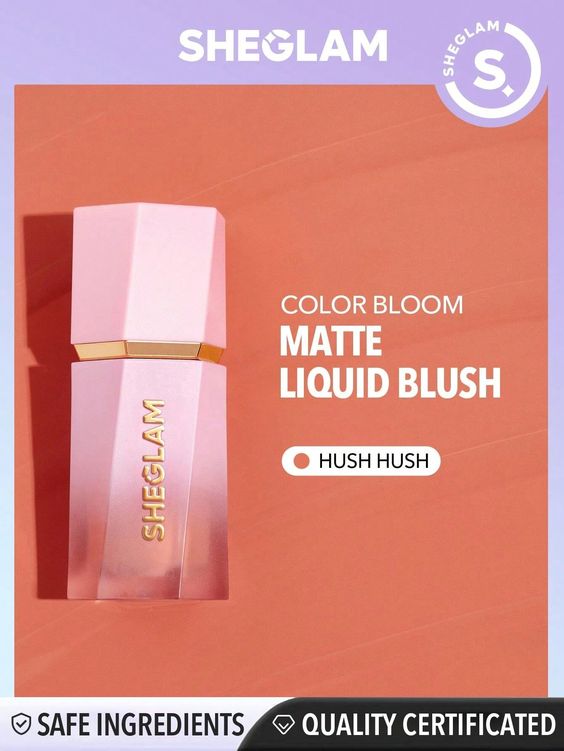 SHEGLAM
SHEGLAM
S
COLOR BLOOM
MATTE
LIQUID BLUSH
HUSH HUSH
SHEGLAM
SAFE INGREDIENTS
QUALITY CERTIFICATED